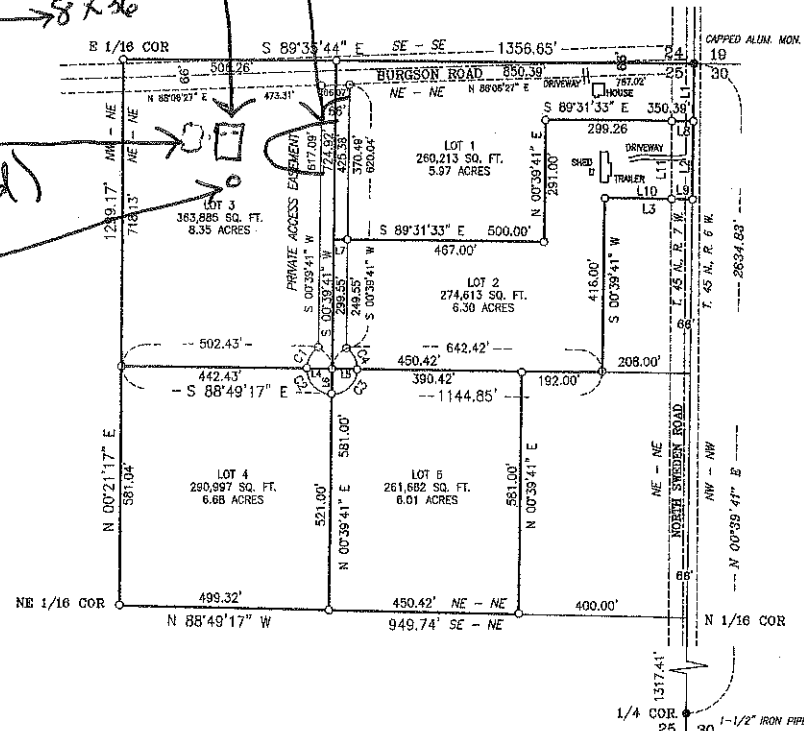 E 1/16 COR
S 89°35'44" E
SE - SE
1356.65'
24
19
CAPPED ALUM. MON.
66'
506.26'
BURGSON ROAD
850.39'
DRIVEWAY
66'
767.02'
25
30
N 88°06'27" E
473.31'
NE - NE
N 88°06'27" E
HOUSE
L1
S 89°31'33" E
350.39'
299.26
L8
NW - NE
NE - NE
66'
LOT 1
260,213 SQ. FT.
5.97 ACRES
N 00°39'41" E
291.00'
SHED
DRIVEWAY
TRAILER
L11
L2
L10
L9
L3
617.09'
724.92'
425.38'
370.49'
620.04'
1299.17'
718.13'
LOT 3
363,885 SQ. FT.
8.35 ACRES
PRIVATE ACCESS EASEMENT
S 00°39'41" W
S 00°39'41" W
S 00°39'41" W
L7
S 89°31'33" E
500.00'
467.00'
299.55'
249.55'
LOT 2
274,613 SQ. FT.
6.30 ACRES
416.00'
S 00°39'41" W
T. 45 N., R. 7 W.
T. 45 N., R. 6 W.
2634.83'
66'
502.43'
C1
C4
642.42'
442.43'
L4
L5
450.42'
208.00'
C2
L6
C3
390.42'
192.00'
S 88°49'17" E
1144.85'
N 00°21'17" E
581.04'
LOT 4
290,997 SQ. FT.
6.68 ACRES
521.00'
581.00'
N 00°39'41" E
LOT 5
261,682 SQ. FT.
6.01 ACRES
581.00'
N 00°39'41" E
NE - NE
NORTH SWEDEN ROAD
NW - NW
N 00°39'41" E
66'
NE 1/16 COR
499.32'
450.42'
NE - NE
400.00'
N 1/16 COR
N 88°49'17" W
949.74'
SE - NE
1317.41'
1/4 COR.
25
30
1-1/2" IRON PIPE